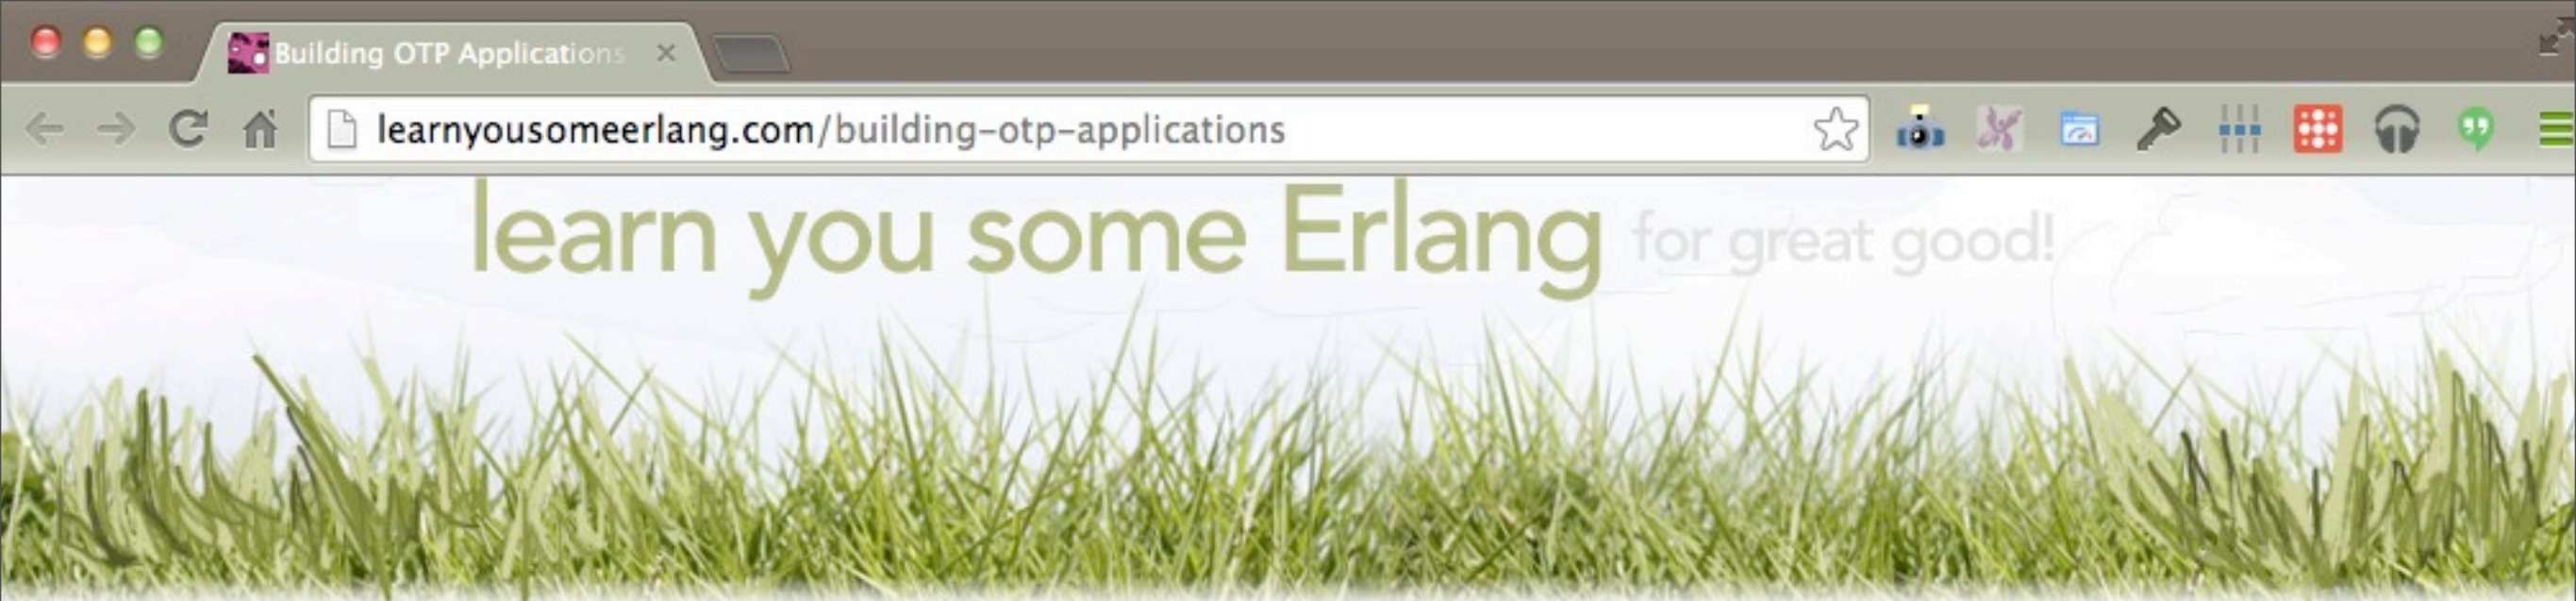 Building OTP Applications
learnyousomeerlang.com/building-otp-applications
learn you some Erlang for great good!